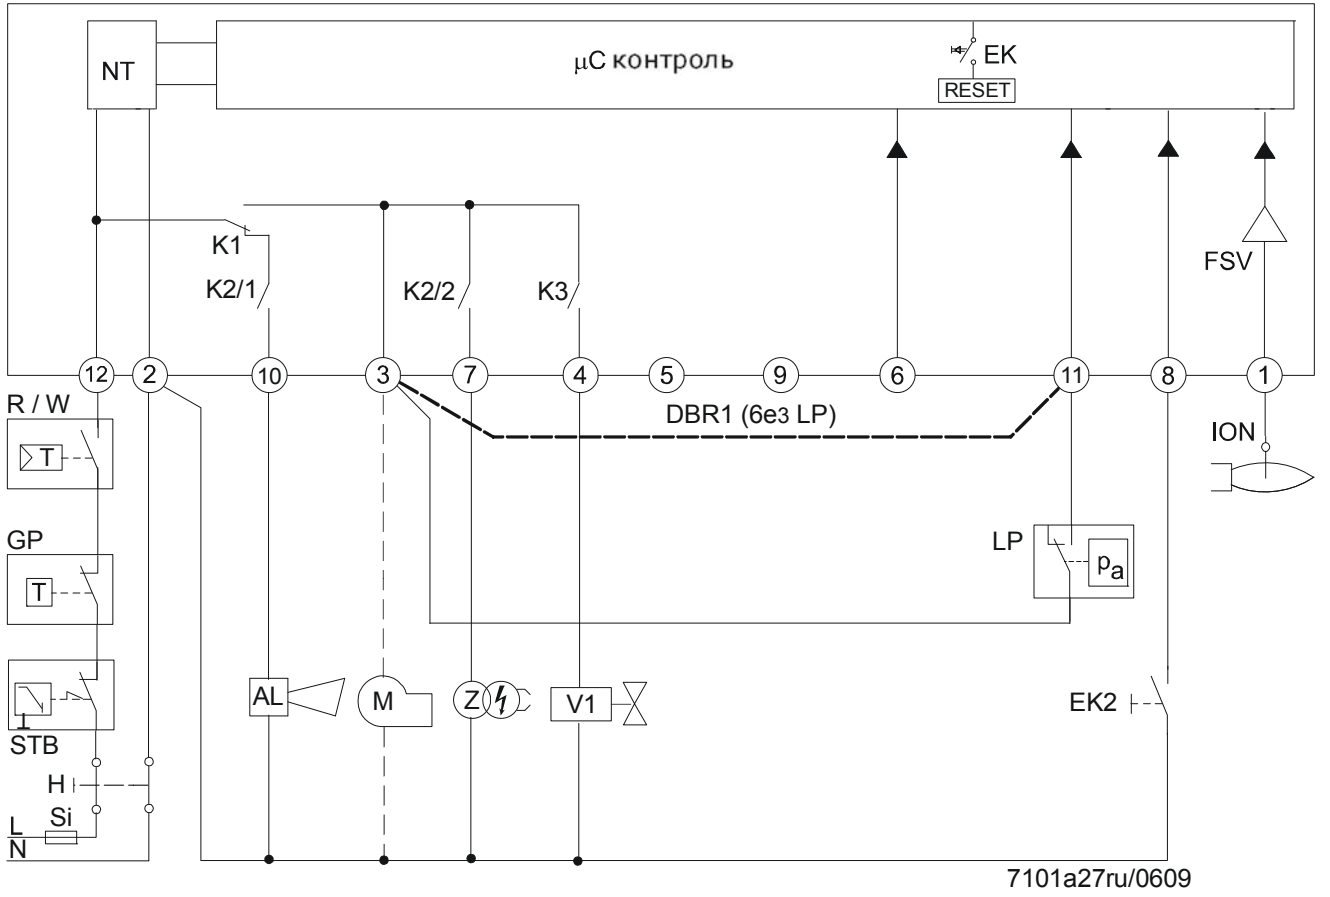 NT
μC контроль
EK
RESET
K1
FSV
K2/1
K2/2
K3
12
2
10
3
7
4
5
9
6
11
8
1
R / W
DBR1 (6eз LP)
ION
T
GP
LP
T
pa
AL
M
Z
V1
EK2
STB
H
Si
L
N
7101a27ru/0609